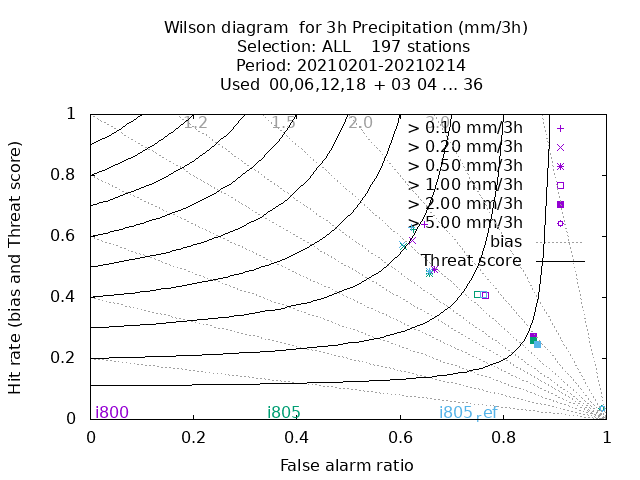 Wilson diagram  for 3h Precipitation (mm/3h)
Selection: ALL    197 stations
Period: 20210201-20210214
Used  00,06,12,18  + 03 04 ... 36
Hit rate (bias and Threat score)
1
0.8
0.6
0.4
0.2
0
1.2
1.5
2.0
3.0
> 0.10 mm/3h
> 0.20 mm/3h
> 0.50 mm/3h
> 1.00 mm/3h
> 2.00 mm/3h
> 5.00 mm/3h
bias
Threat score
i800
i805
i805ref
0
0.2
0.4
0.6
0.8
1
False alarm ratio